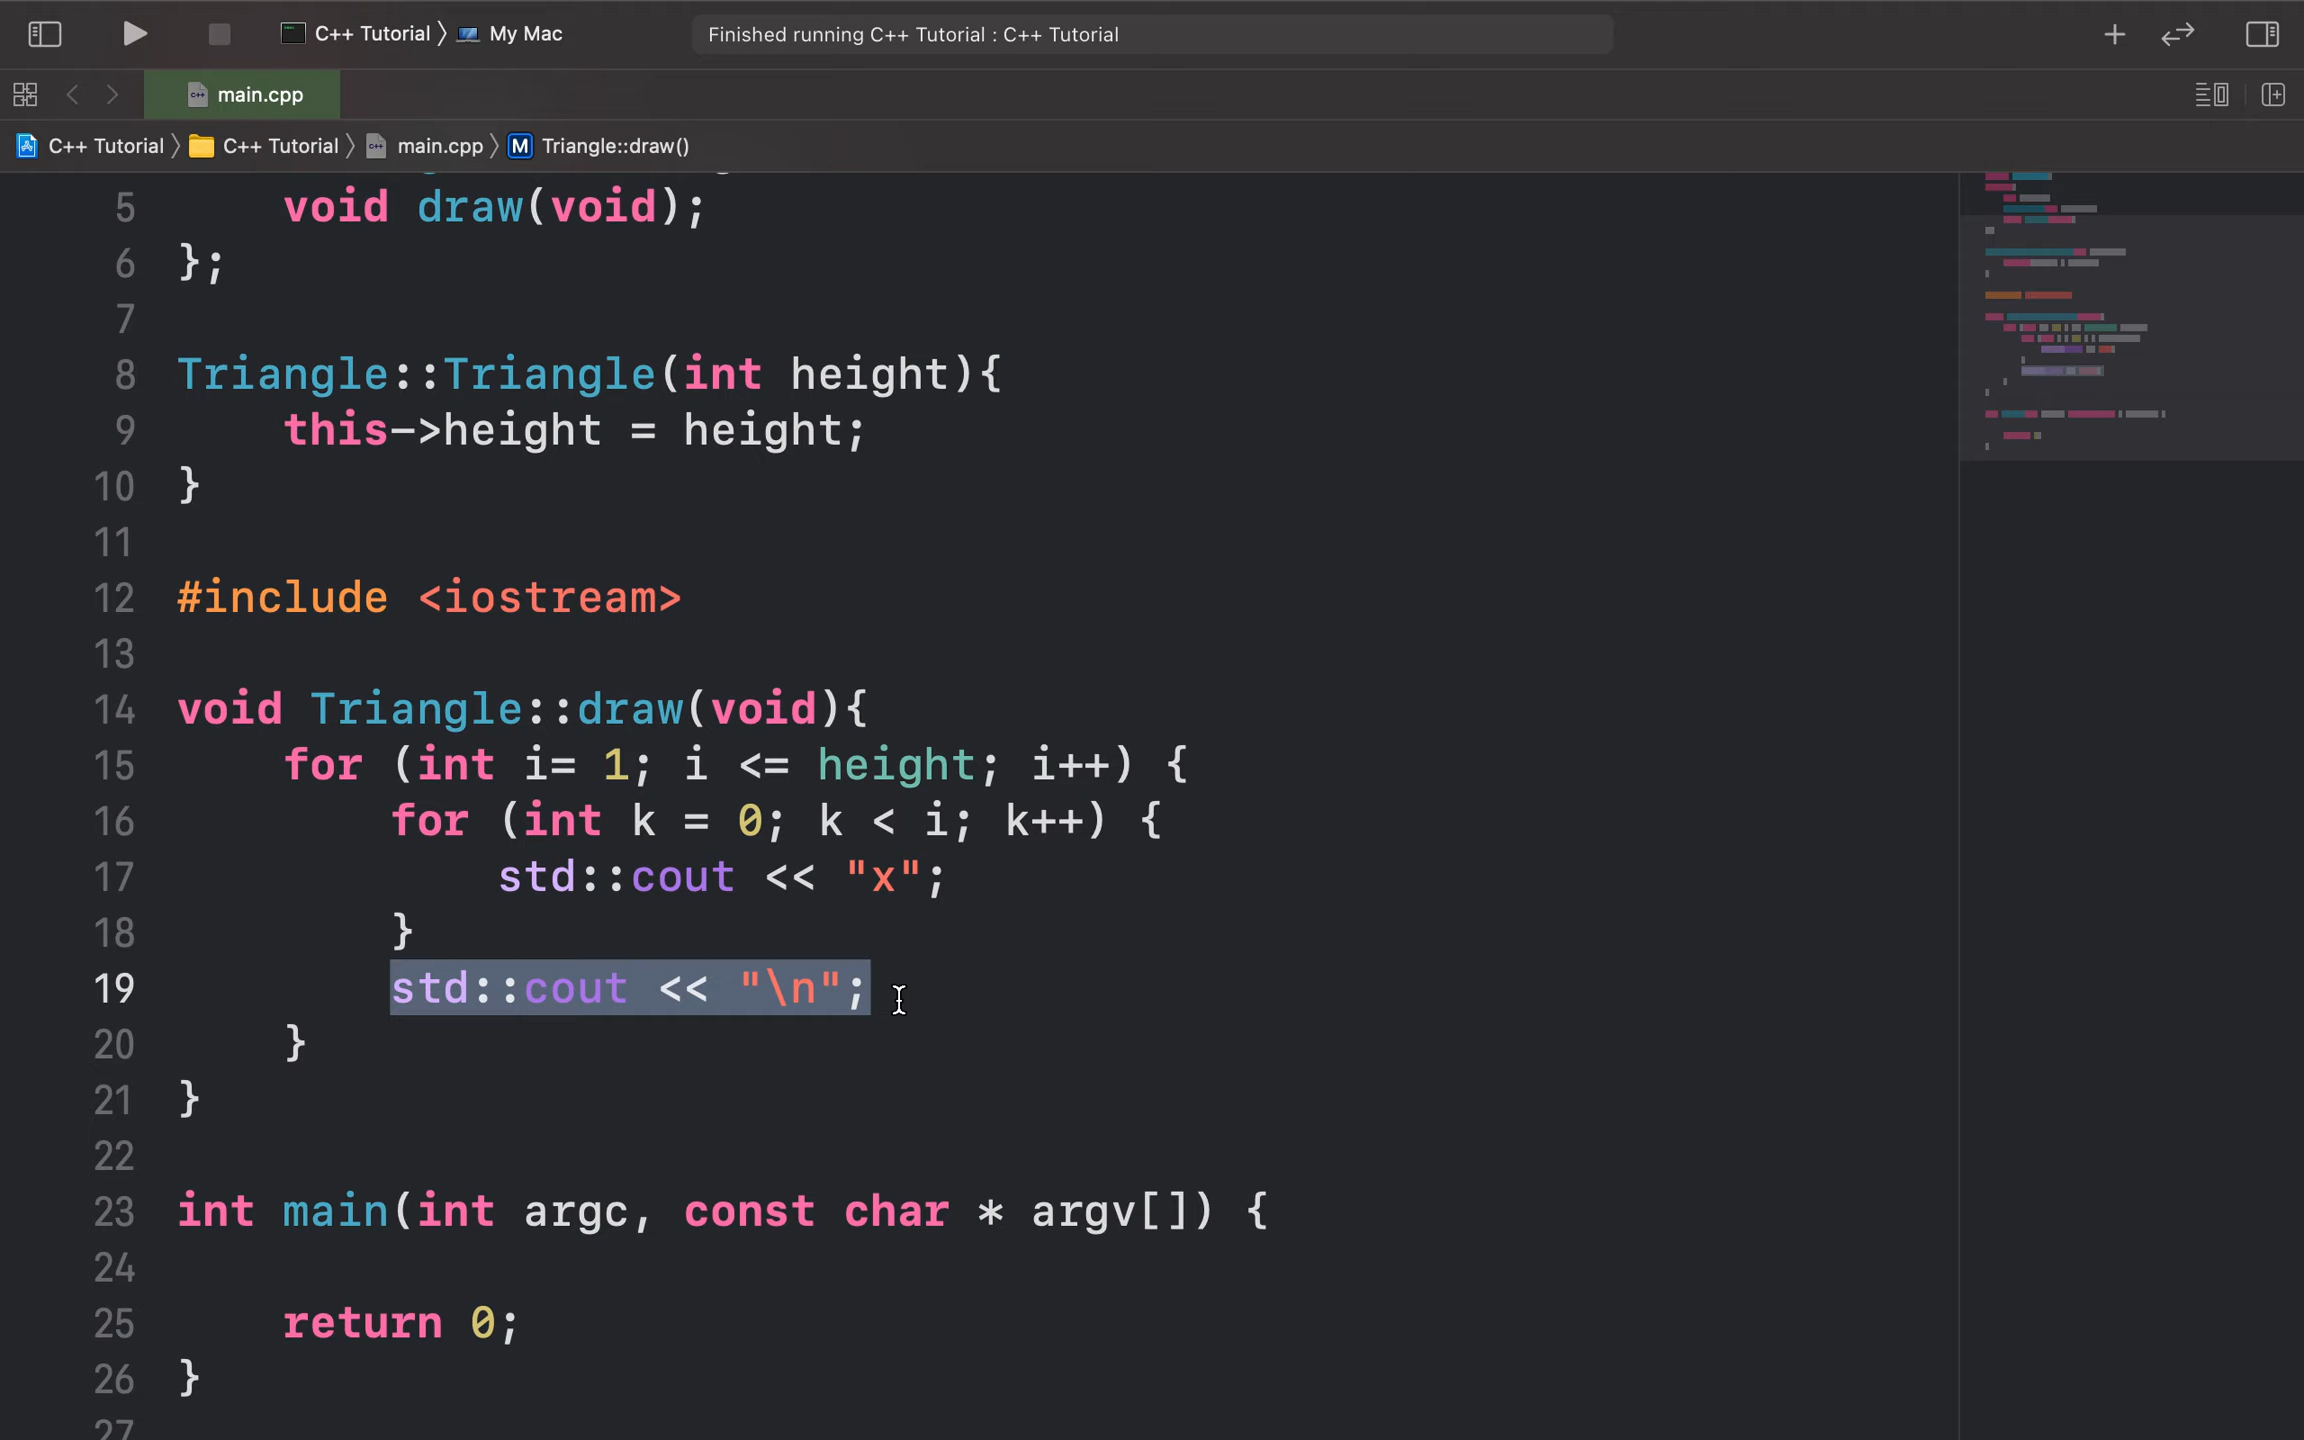 C++ Tutorial 〉 My Mac
Finished running C++ Tutorial : C++ Tutorial
main.cpp
C++ Tutorial 〉 C++ Tutorial 〉 main.cpp 〉 M Triangle::draw()
5 void draw(void);
6 };
7
8 Triangle::Triangle(int height){
9 this->height = height;
10 }
11
12 #include <iostream>
13
14 void Triangle::draw(void){
15 for (int i= 1; i <= height; i++) {
16 for (int k = 0; k < i; k++) {
17 std::cout << "x";
18 }
19 std::cout << "\n";
20 }
21 }
22
23 int main(int argc, const char * argv[]) {
24
25 return 0;
26 }
27